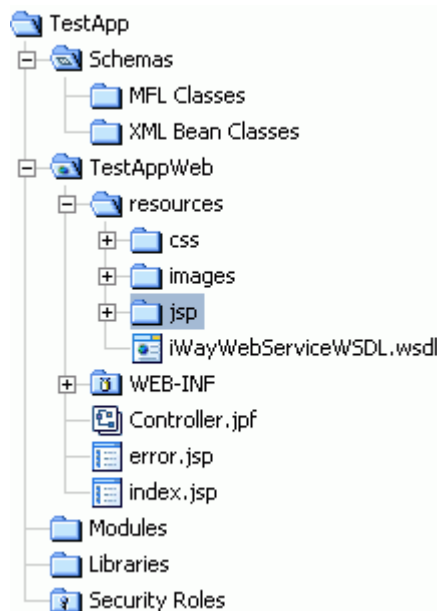 TestApp
Schemas
MFL Classes
XML Bean Classes
TestAppWeb
resources
css
images
jsp
iWayWebServiceWSDL.wsdl
WEB-INF
Controller.jpf
error.jsp
index.jsp
Modules
Libraries
Security Roles